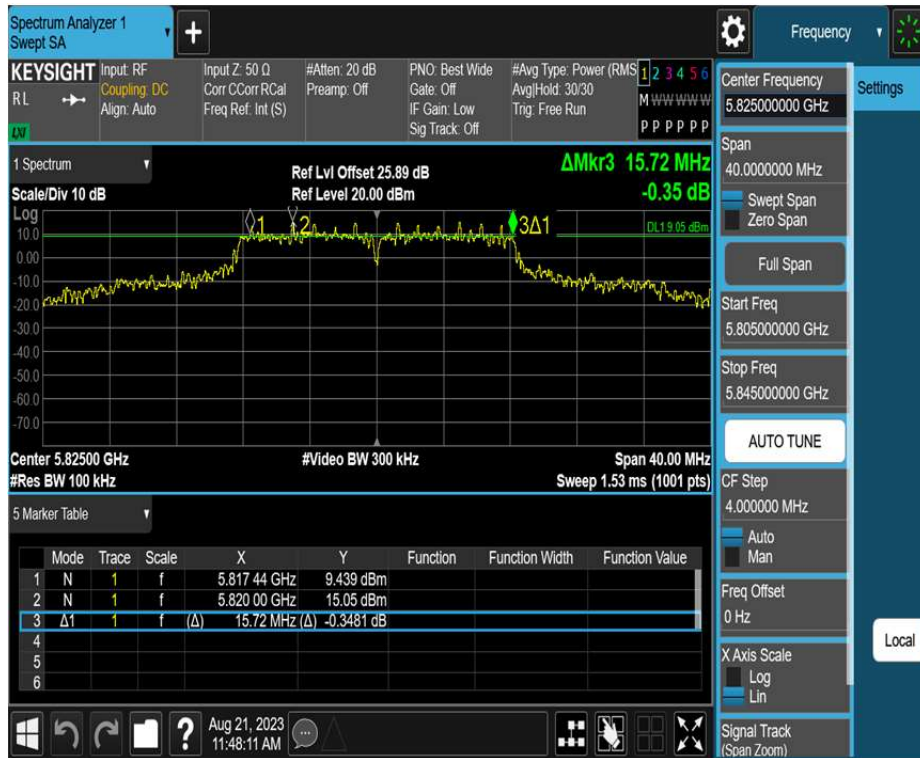 Spectrum Analyzer 1
Swept SA
+
Frequency
KEYSIGHT
RL
LXI
Input: RF
Coupling: DC
Align: Auto
Input Z: 50 Ω
Corr CCorr RCal
Freq Ref: Int (S)
#Atten: 20 dB
Preamp: Off
PNO: Best Wide
Gate: Off
IF Gain: Low
Sig Track: Off
#Avg Type: Power (RMS
Avg|Hold: 30/30
Trig: Free Run
1 2 3 4 5 6
M W W W W W
P P P P P P
Center Frequency
5.825000000 GHz
Settings
1 Spectrum
Scale/Div 10 dB
Ref Lvl Offset 25.89 dB
Ref Level 20.00 dBm
ΔMkr3 15.72 MHz
-0.35 dB
Span
40.0000000 MHz
Swept Span
Zero Span
Log
1
2
3Δ1
DL1 9.05 dBm
10.0
0.00
-10.0
-20.0
-30.0
-40.0
-50.0
-70.0
Full Span
Start Freq
5.805000000 GHz
Stop Freq
5.845000000 GHz
AUTO TUNE
Center 5.82500 GHz
#Res BW 100 kHz
#Video BW 300 kHz
Span 40.00 MHz
Sweep 1.53 ms (1001 pts)
CF Step
4.000000 MHz
Auto
Man
5 Marker Table
Mode Trace Scale X Y Function Function Width Function Value
1 N 1 f 5.817 44 GHz 9.439 dBm
2 N 1 f 5.820 00 GHz 15.05 dBm
3 Δ1 1 f (Δ) 15.72 MHz (Δ) -0.3481 dB
4
5
6
Freq Offset
0 Hz
X Axis Scale
Log
Lin
Local
Signal Track
(Span Zoom)
?
Aug 21, 2023
11:48:11 AM